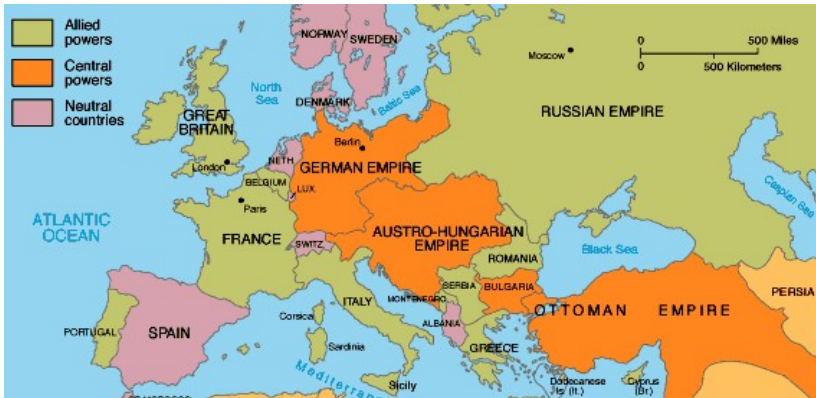 Allied
powers
Central
powers
Neutral
countries
NORWAY
SWEDEN
Moscow
0 500 Miles
0 500 Kilometers
North
Sea
DENMARK
Baltic Sea
RUSSIAN EMPIRE
GREAT
BRITAIN
Berlin
London
NETH
GERMAN EMPIRE
BELGIUM
LUX.
Paris
Caspian Sea
ATLANTIC
OCEAN
FRANCE
SWITZ
AUSTRO-HUNGARIAN
EMPIRE
Black Sea
ROMANIA
SERBIA
BULGARIA
PERSIA
ITALY
MONTENEGRO
OTTOMAN EMPIRE
Corsica
ALBANIA
PORTUGAL
SPAIN
Sardinia
GREECE
Sicily
Dodecanese
Is (It.)
Cyprus
(Br.)